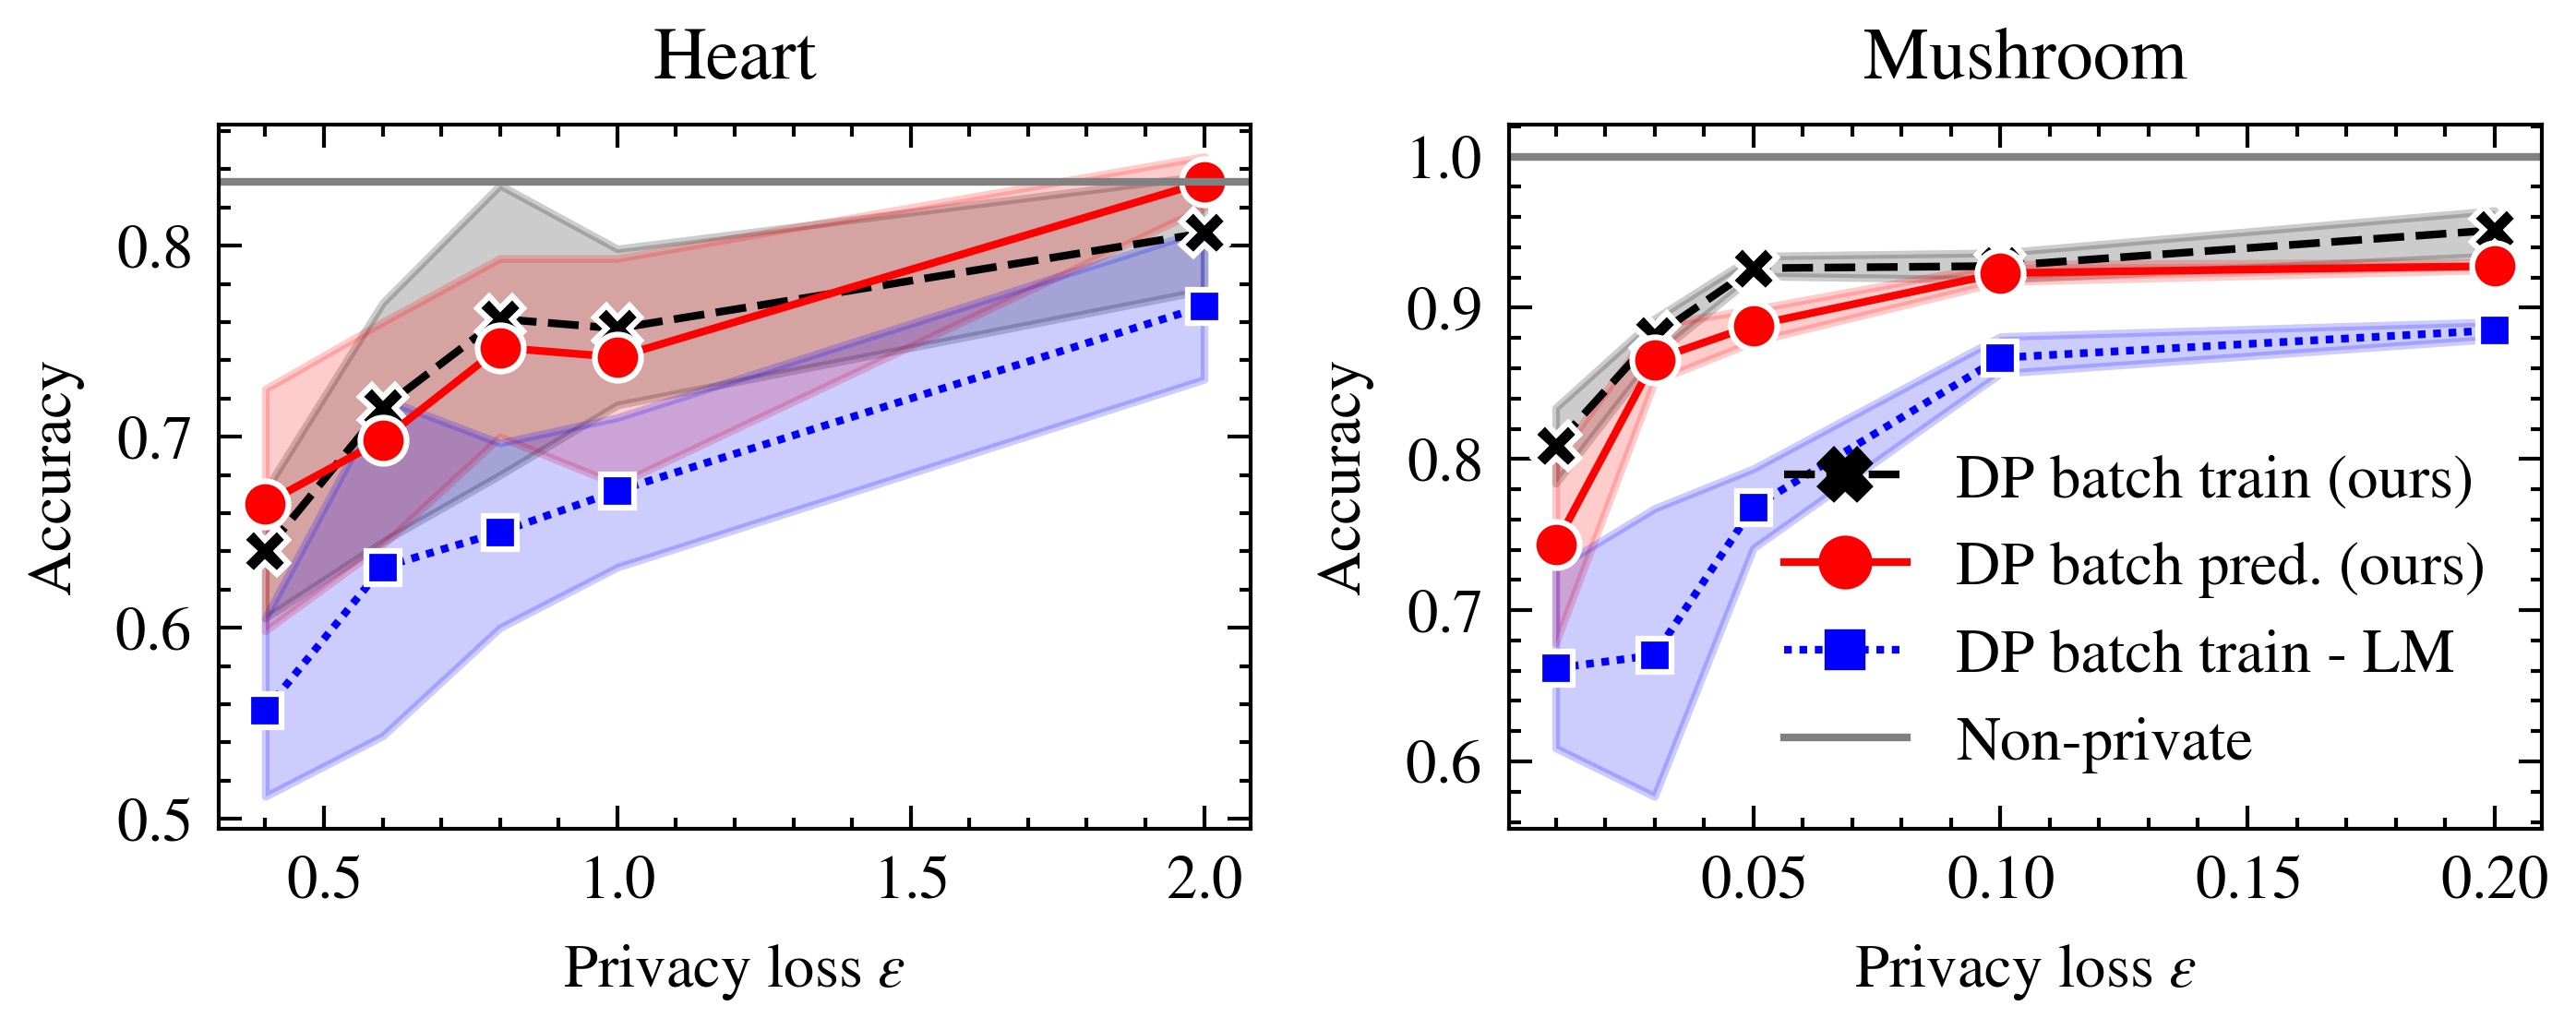 Heart
Accuracy
0.8
0.7
0.6
0.5
0.5 1.0 1.5 2.0
Privacy loss ε
Mushroom
Accuracy
1.0
0.9
0.8
0.7
0.6
0.05 0.10 0.15 0.20
Privacy loss ε
DP batch train (ours)
DP batch pred. (ours)
DP batch train - LM
Non-private